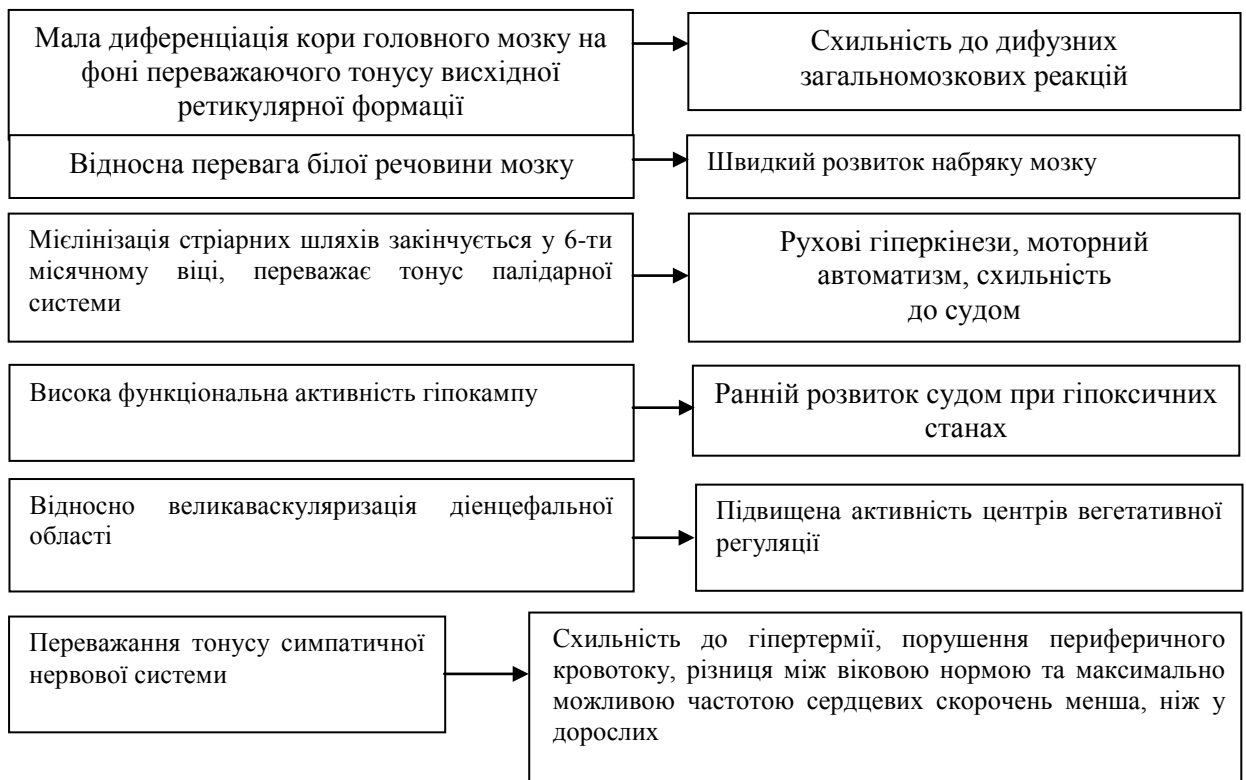 Мала диференціація кори головного мозку на
фоні переважаючого тонусу висхідної
ретикулярної формації
Схильність до дифузних
загальномозкових реакцій
Відносна перевага білої речовини мозку
Швидкий розвиток набряку мозку
Мієлінізація стріарних шляхів закінчується у 6-ти
місячному віці, переважає тонус палідарної
системи
Рухові гіперкінези, моторний
автоматизм, схильність
до судом
Висока функціональна активність гіпокампу
Ранній розвиток судом при гіпоксичних
станах
Відносно великаваскуляризація діенцефальної
області
Підвищена активність центрів вегетативної
регуляції
Переважання тонусу симпатичної
нервової системи
Схильність до гіпертермії, порушення периферичного
кровотоку, різниця між віковою нормою та максимально
можливою частотою сердцевих скорочень менша, ніж у
дорослих